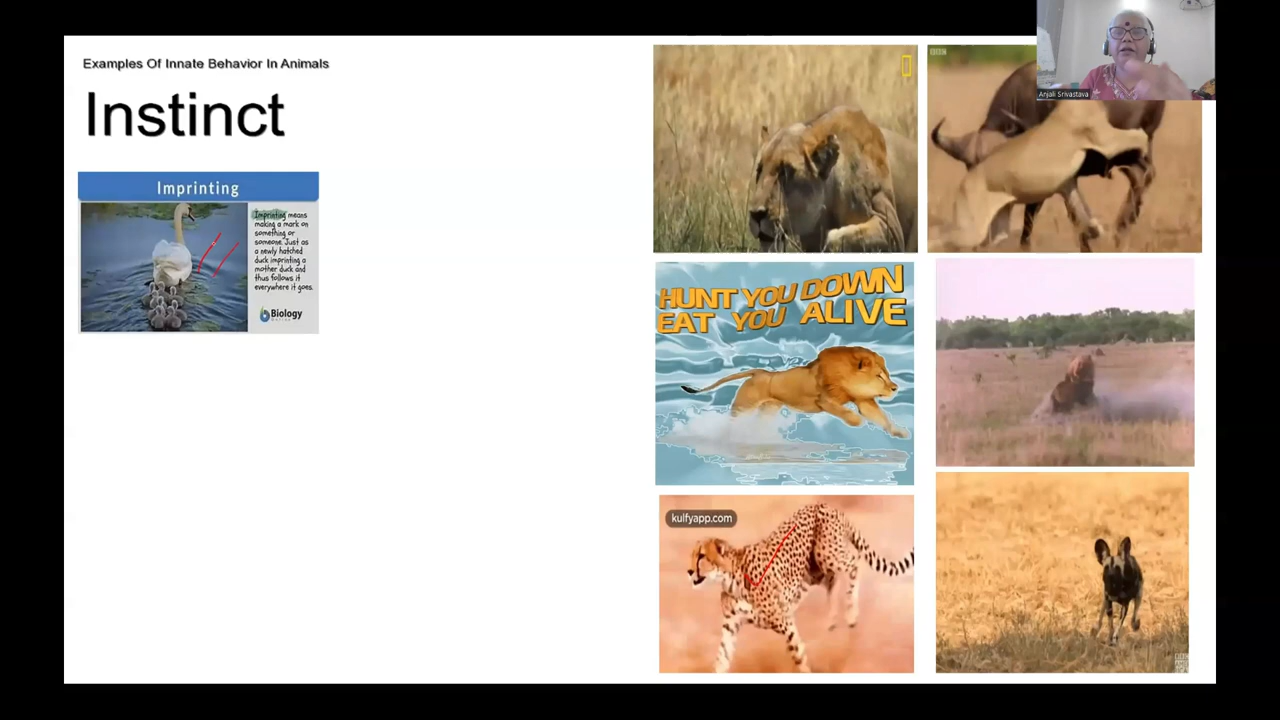 Examples Of Innate Behavior In Animals
Instinct
Imprinting
Imprinting means
making a mark on
something or
someone. Just as
a newly hatched
duck imprinting a
mother duck and
thus follows it
everywhere it goes.
Biology
BBC
Anjali Srivastava
HUNT YOU DOWN
EAT YOU ALIVE
kulfyapp.com